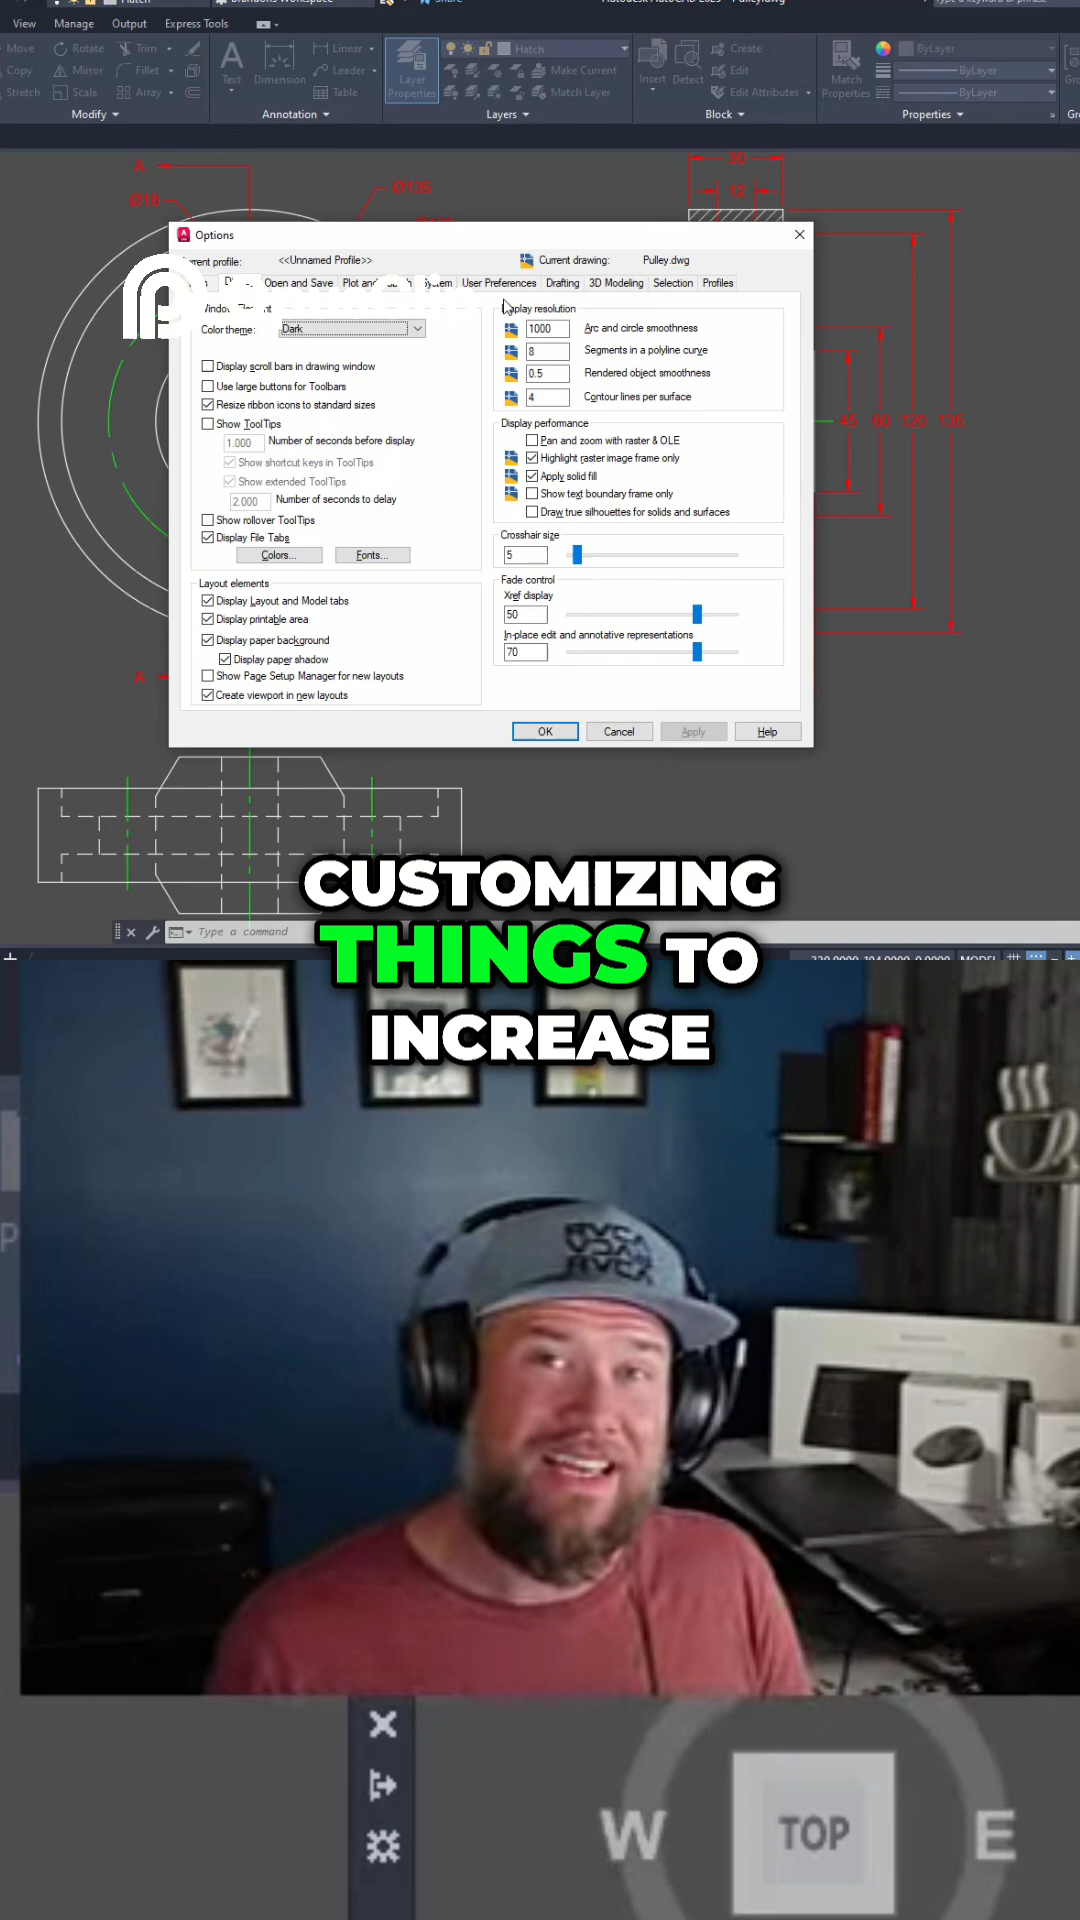 View Manage Output Express Tools
Move Rotate Trim
Copy Mirror Fillet
Stretch Scale Array
Text Dimension Linear
Leader
Table
Layer Properties
Hatch
Make Current
Match Layer
Insert Detect
Create
Edit
Edit Attributes
Match Properties
ByLayer
ByLayer
ByLayer
Modify Annotation Layers Block Properties
A
Ø18
Ø135
30
12
Options
Current profile: <<Unnamed Profile>> Current drawing: Pulley.dwg
Open and Save User Preferences Drafting 3D Modeling Selection Profiles
Color theme: Dark
Display scroll bars in drawing window
Use large buttons for Toolbars
Resize ribbon icons to standard sizes
Show ToolTips
1.000 Number of seconds before display
Show shortcut keys in ToolTips
Show extended ToolTips
2.000 Number of seconds to delay
Show rollover ToolTips
Display File Tabs
Colors... Fonts...
Layout elements
Display Layout and Model tabs
Display printable area
Display paper background
Display paper shadow
Show Page Setup Manager for new layouts
Create viewport in new layouts
Display resolution
1000 Arc and circle smoothness
8 Segments in a polyline curve
0.5 Rendered object smoothness
4 Contour lines per surface
Display performance
Pan and zoom with raster & OLE
Highlight raster image frame only
Apply solid fill
Show text boundary frame only
Draw true silhouettes for solids and surfaces
Crosshair size
5
Fade control
Xref display
50
In-place edit and annotative representations
70
OK Cancel Apply Help
45 80 120 135
A
Type a command
CUSTOMIZING
THINGS TO
INCREASE
RVCA
W TOP E